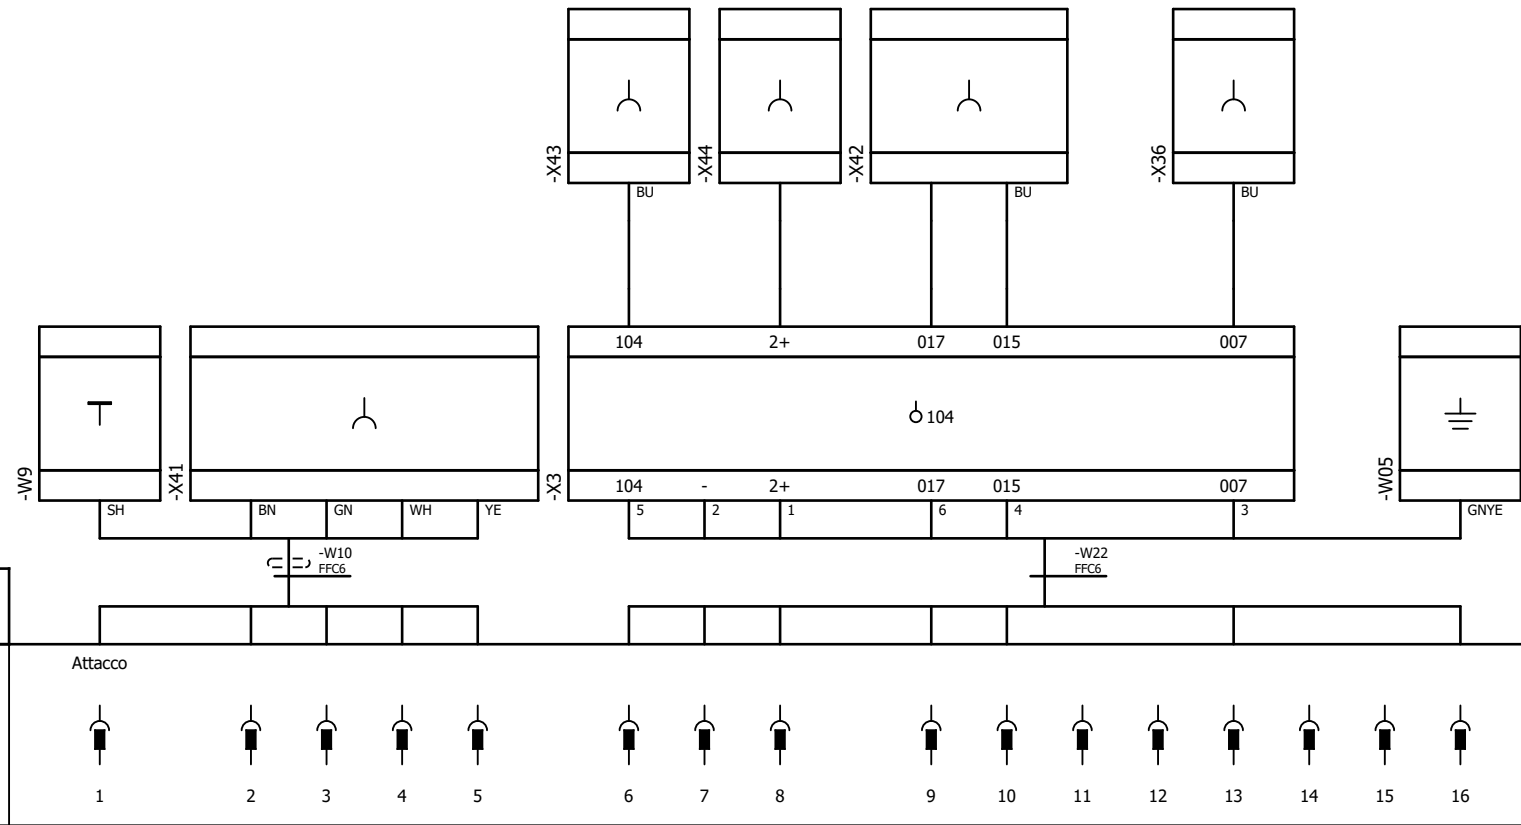 -X43
-X44
-X42
-X36
BU
BU
BU
104 2+ 017 015 007
104
-W9
-X41
-X3
-W05
104 - 2+ 017 015 007
SH BN GN WH YE 5 2 1 6 4 3 GNYE
-W10
FFC6
-W22
FFC6
Attacco
1 2 3 4 5 6 7 8 9 10 11 12 13 14 15 16